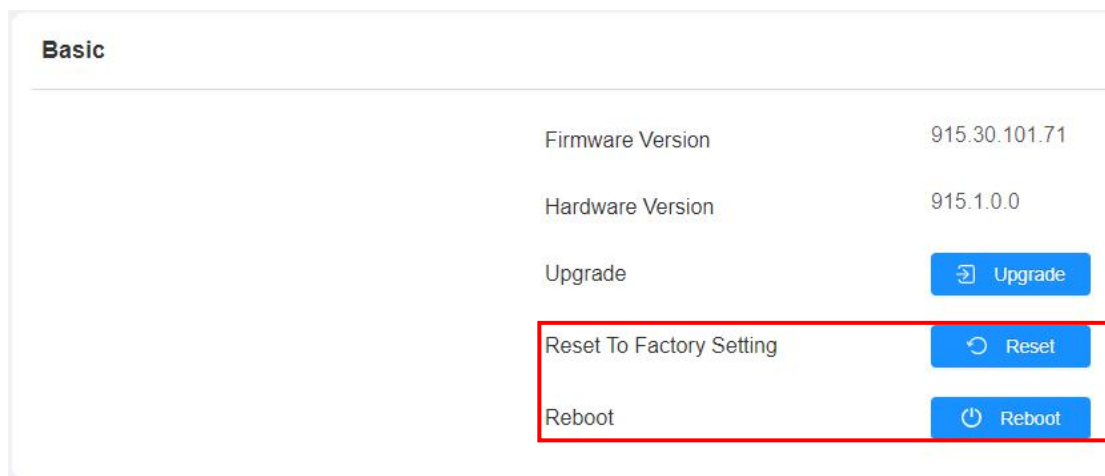 Basic
Firmware Version 915.30.101.71
Hardware Version 915.1.0.0
Upgrade Upgrade
Reset To Factory Setting Reset
Reboot Reboot